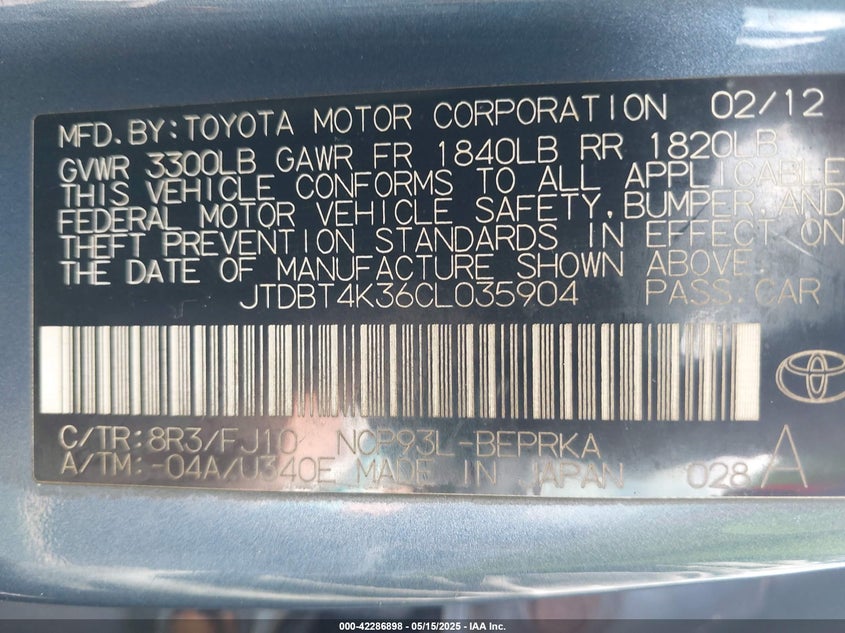 MFD.BY:TOYOTA MOTOR CORPORATION 02/12
GVWR 3300LB GAWR FR 1840LB RR 1820LB
THIS VEHICLE CONFORMS TO ALL APPLICABLE
FEDERAL MOTOR VEHICLE SAFETY,BUMPER,AND
THEFT PREVENTION STANDARDS IN EFFECT ON
THE DATE OF MANUFACTURE SHOWN ABOVE.
JTDBT4K36CL035904 PASS.CAR
C/TR:8R3/FJ10 NCP93L-BEPRKA
A/TM:-04A/U340E MADE IN JAPAN 028 A
000-42286898 - 05/15/2025 - IAA Inc.